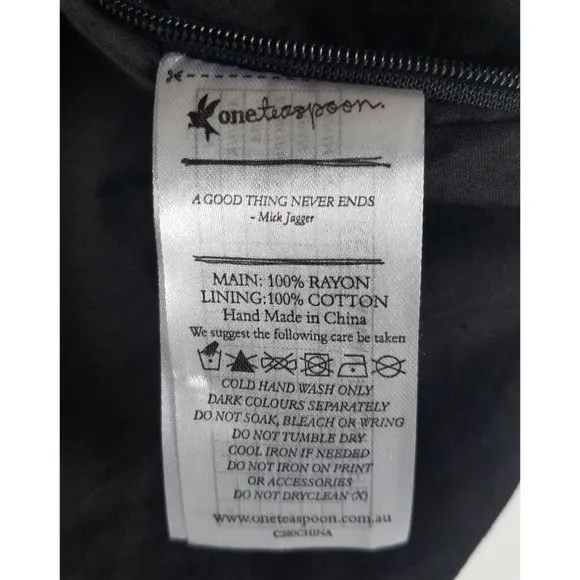 oneteaspoon.
A GOOD THING NEVER ENDS
- Mick Jagger
MAIN: 100% RAYON
LINING:100% COTTON
Hand Made in China
We suggest the following care be taken
COLD HAND WASH ONLY
DARK COLOURS SEPARATELY
DO NOT SOAK, BLEACH OR WRING
DO NOT TUMBLE DRY
COOL IRON IF NEEDED
DO NOT IRON ON PRINT
OR ACCESSORIES
DO NOT DRYCLEAN (X)
www.oneteaspoon.com.au
C280CHINA